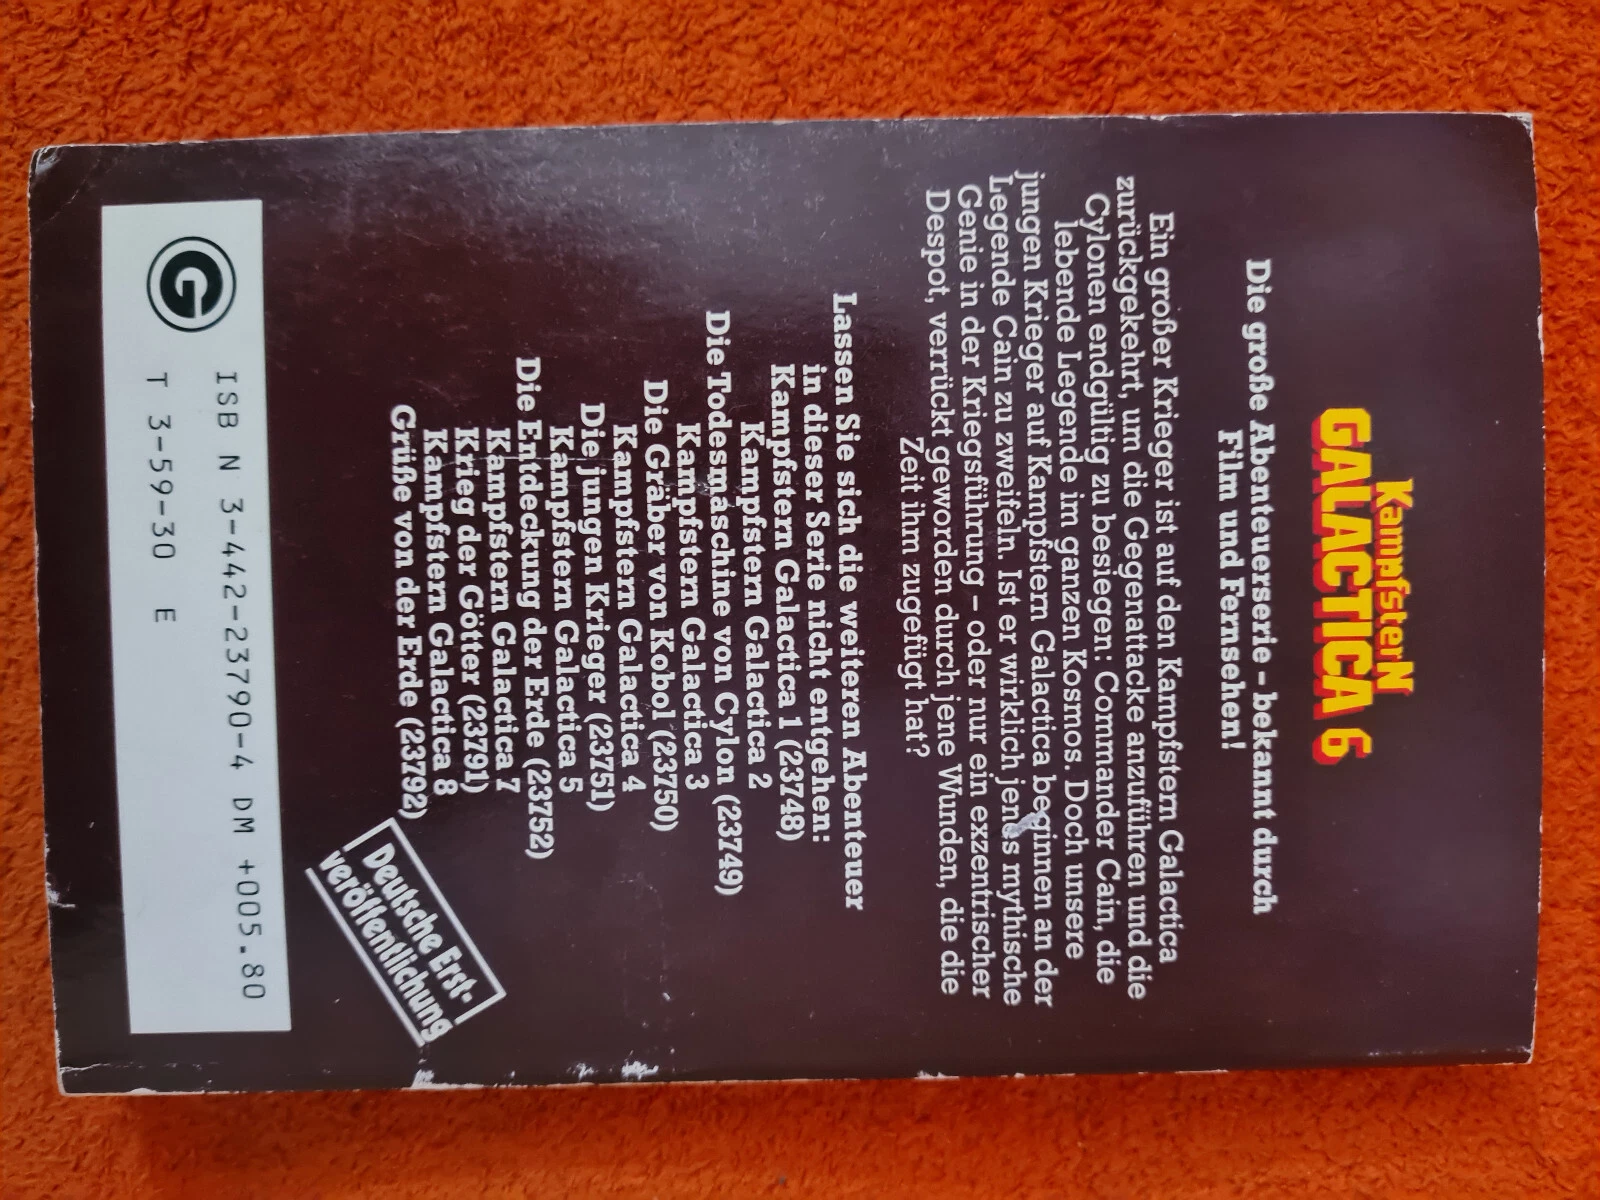 Kampfstern
GALACTICA 6
Die große Abenteuerserie – bekannt durch
Film und Fernsehen!
Ein großer Krieger ist auf den Kampfstern Galactica
zurückgekehrt, um die Gegenattacke anzuführen und die
Cylonen endgültig zu besiegen: Commander Cain, die
lebende Legende im ganzen Kosmos. Doch unsere
jungen Krieger auf Kampfstern Galactica beginnen an der
Legende Cain zu zweifeln. Ist er wirklich jenes mythische
Genie in der Kriegsführung – oder nur ein exzentrischer
Despot, verrückt geworden durch jene Wunden, die die
Zeit ihm zugefügt hat?
Lassen Sie sich die weiteren Abenteuer
in dieser Serie nicht entgehen:
Kampfstern Galactica 1 (23748)
Kampfstern Galactica 2
Die Todesmaschine von Cylon (23749)
Kampfstern Galactica 3
Die Gräber von Kobol (23750)
Kampfstern Galactica 4
Die jungen Krieger (23751)
Kampfstern Galactica 5
Die Entdeckung der Erde (23752)
Kampfstern Galactica 7
Krieg der Götter (23791)
Kampfstern Galactica 8
Grüße von der Erde (23792)
Deutsche Erst-
veröffentlichung
G
ISB N 3-442-23790-4 DM +005.80
T 3-59-30 E